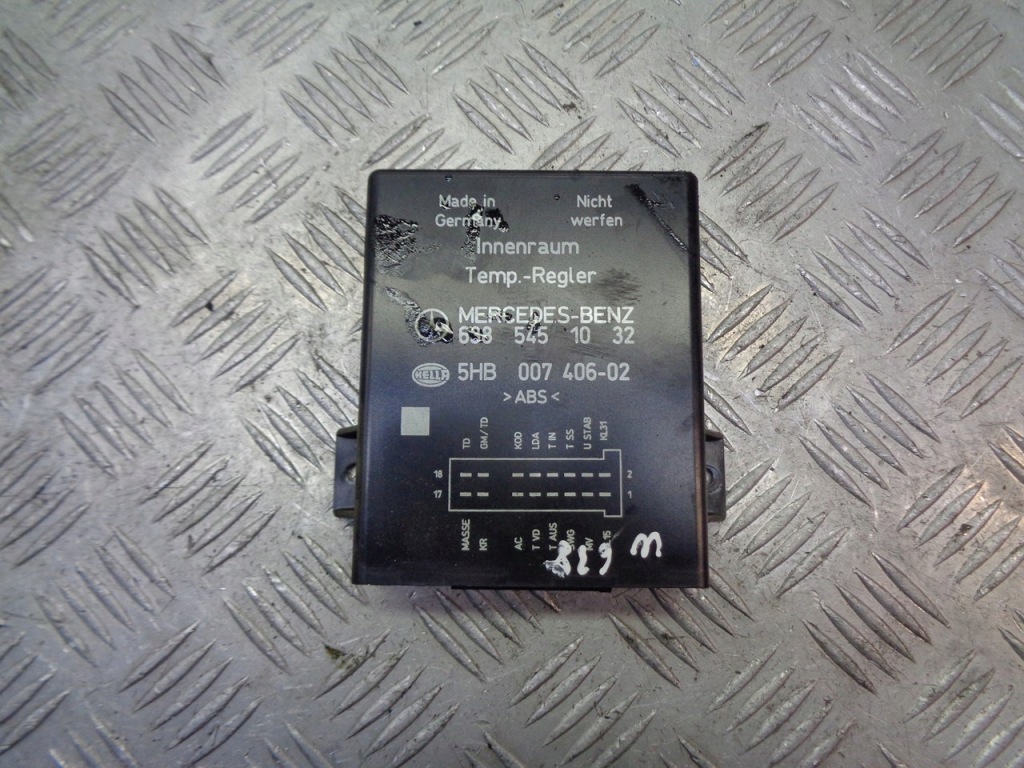 Made in Germany
Nicht werfen
Innenraum
Temp.-Regler
MERCEDES-BENZ
638 545 10 32
HELLA 5HB 007 406-02
>ABS<
TD GM/TD KOD LDA T IN T SS U STAB KL31
18 2
17 1
MASSE KR AC T VD T AUS 15
W 638